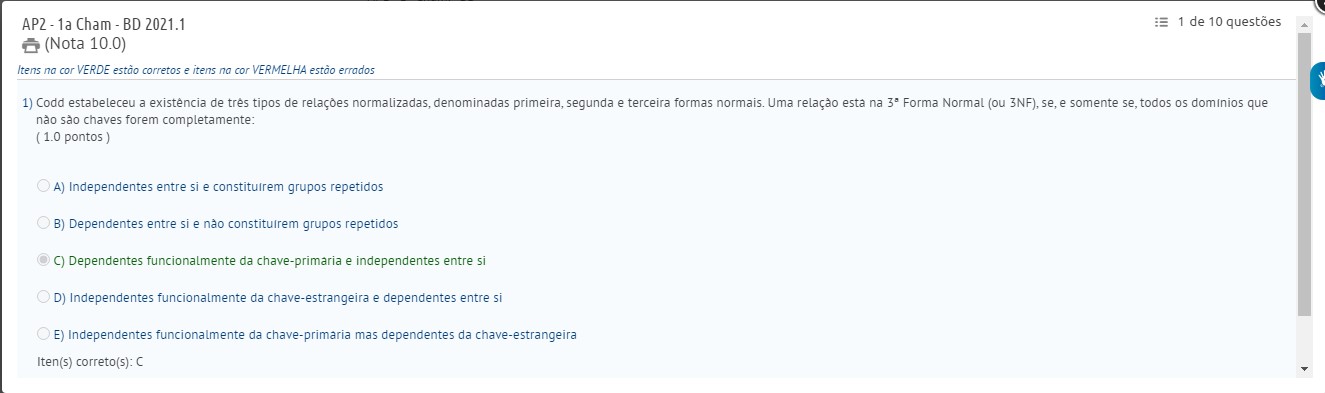 AP2 - 1a Cham - BD 2021.1
(Nota 10.0)
1 de 10 questões
Itens na cor VERDE estão corretos e itens na cor VERMELHA estão errados
1) Codd estabeleceu a existência de três tipos de relações normalizadas, denominadas primeira, segunda e terceira formas normais. Uma relação está na 3ª Forma Normal (ou 3NF), se, e somente se, todos os domínios que
não são chaves forem completamente:
( 1.0 pontos )
A) Independentes entre si e constituírem grupos repetidos
B) Dependentes entre si e não constituírem grupos repetidos
C) Dependentes funcionalmente da chave-primária e independentes entre si
D) Independentes funcionalmente da chave-estrangeira e dependentes entre si
E) Independentes funcionalmente da chave-primária mas dependentes da chave-estrangeira
Iten(s) correto(s): C